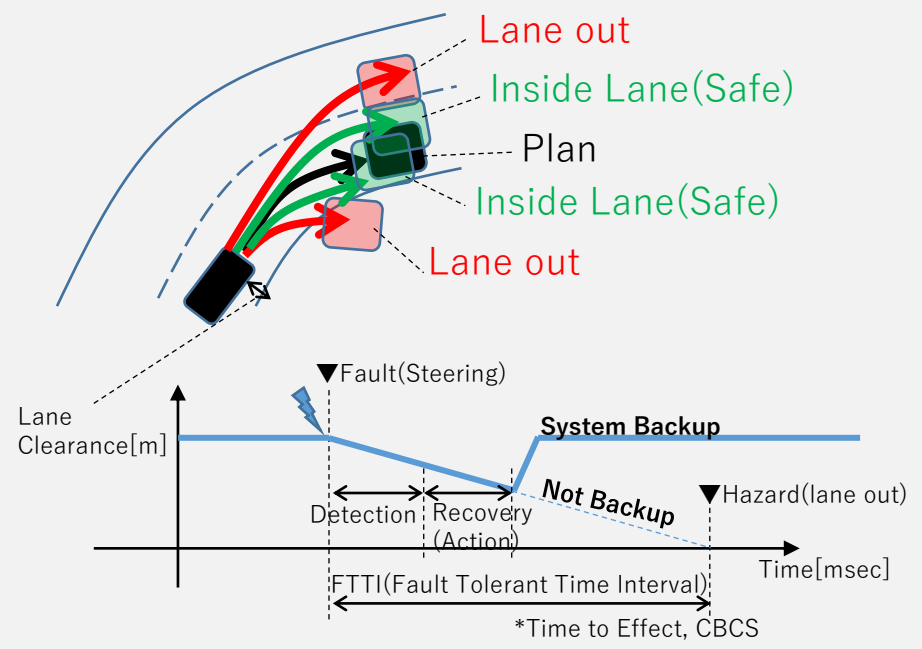 Lane out
Inside Lane(Safe)
Plan
Inside Lane(Safe)
Lane out
Fault(Steering)
Lane
Clearance[m]
System Backup
Not Backup
Hazard(lane out)
Detection
Recovery
(Action)
Time[msec]
FTTI(Fault Tolerant Time Interval)
*Time to Effect, CBCS